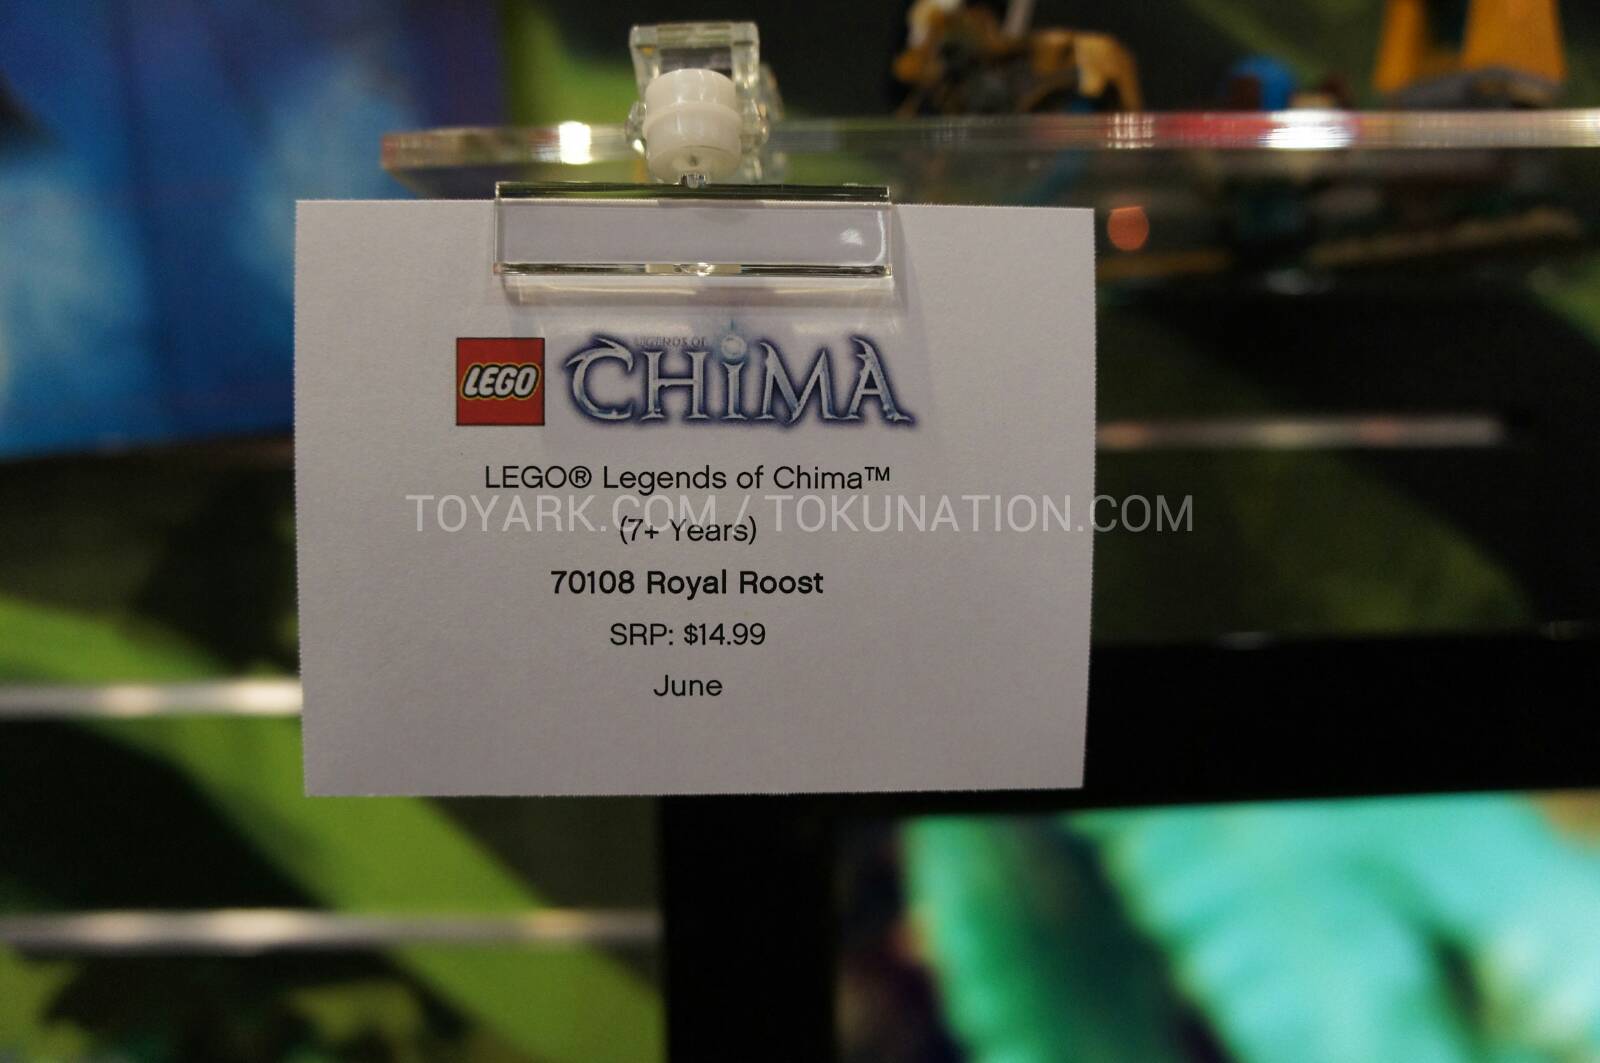 LEGO
LEGENDS OF
CHIMA
LEGO® Legends of Chima™
TOYARK.COM / TOKUNATION.COM
(7+ Years)
70108 Royal Roost
SRP: $14.99
June